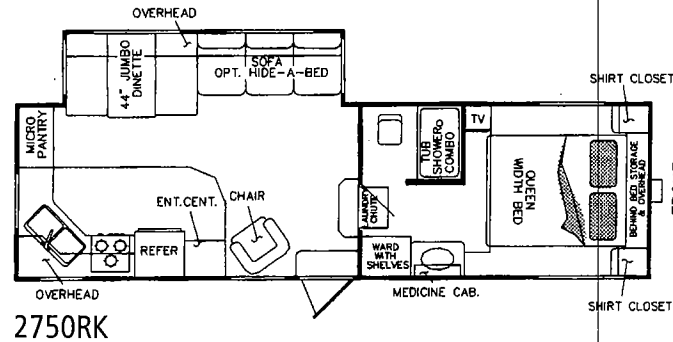 OVERHEAD
44" JUMBO
DINETTE
SOFA
OPT. HIDE-A-BED
SHIRT CLOSET
MICRO
PANTRY
TUB
SHOWER
COMBO
TV
QUEEN
WIDTH BED
BEHIND BED STORAGE
& OVERHEAD
ENT.CENT.
CHAIR
LAUNDRY
CHUTE
REFER
WARD
WITH
SHELVES
OVERHEAD
MEDICINE CAB.
SHIRT CLOSET
2750RK